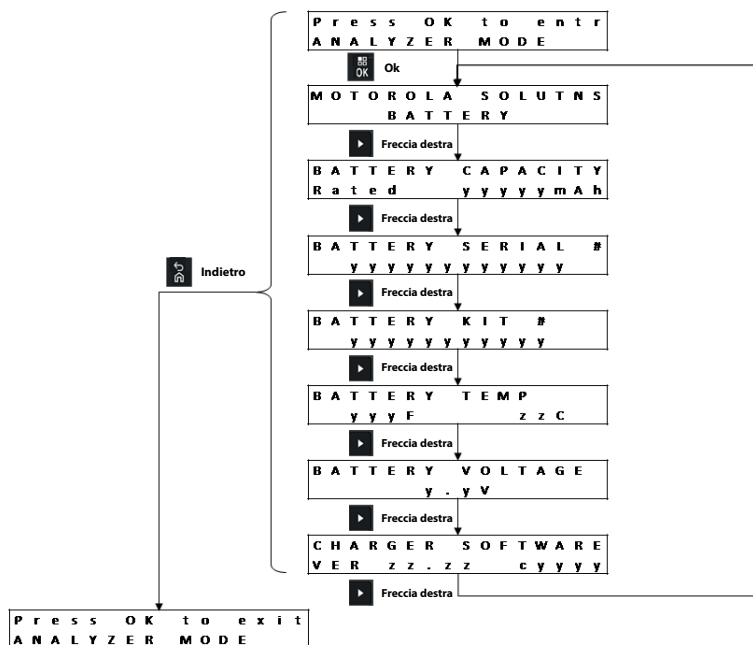 Press OK to entr
ANALYZER MODE
OK
Ok
MOTOROLA SOLUTNS
BATTERY
Freccia destra
BATTERY CAPACITY
Rated yyyyymAh
Freccia destra
BATTERY SERIAL #
yyyyyyyyyyyy
Indietro
Freccia destra
BATTERY KIT #
yyyyyyyyyyy
Freccia destra
BATTERY TEMP
yyyF zzC
Freccia destra
BATTERY VOLTAGE
y.yV
Freccia destra
CHARGER SOFTWARE
VER zz.zz cyyyy
Freccia destra
Press OK to exit
ANALYZER MODE